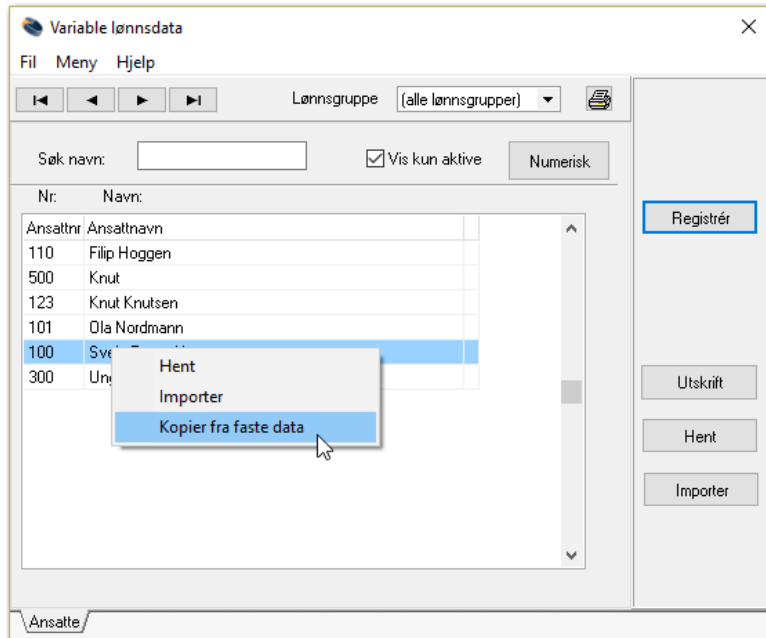 Variable lønnsdata
Fil Meny Hjelp
Lønnsgruppe (alle lønnsgrupper)
Søk navn: Vis kun aktive Numerisk
Nr: Navn:
Ansattnr Ansattnavn
110 Filip Hoggen
500 Knut
123 Knut Knutsen
101 Ola Nordmann
100
300
Hent
Importer
Kopier fra faste data
Registrér
Utskrift
Hent
Importer
Ansatte